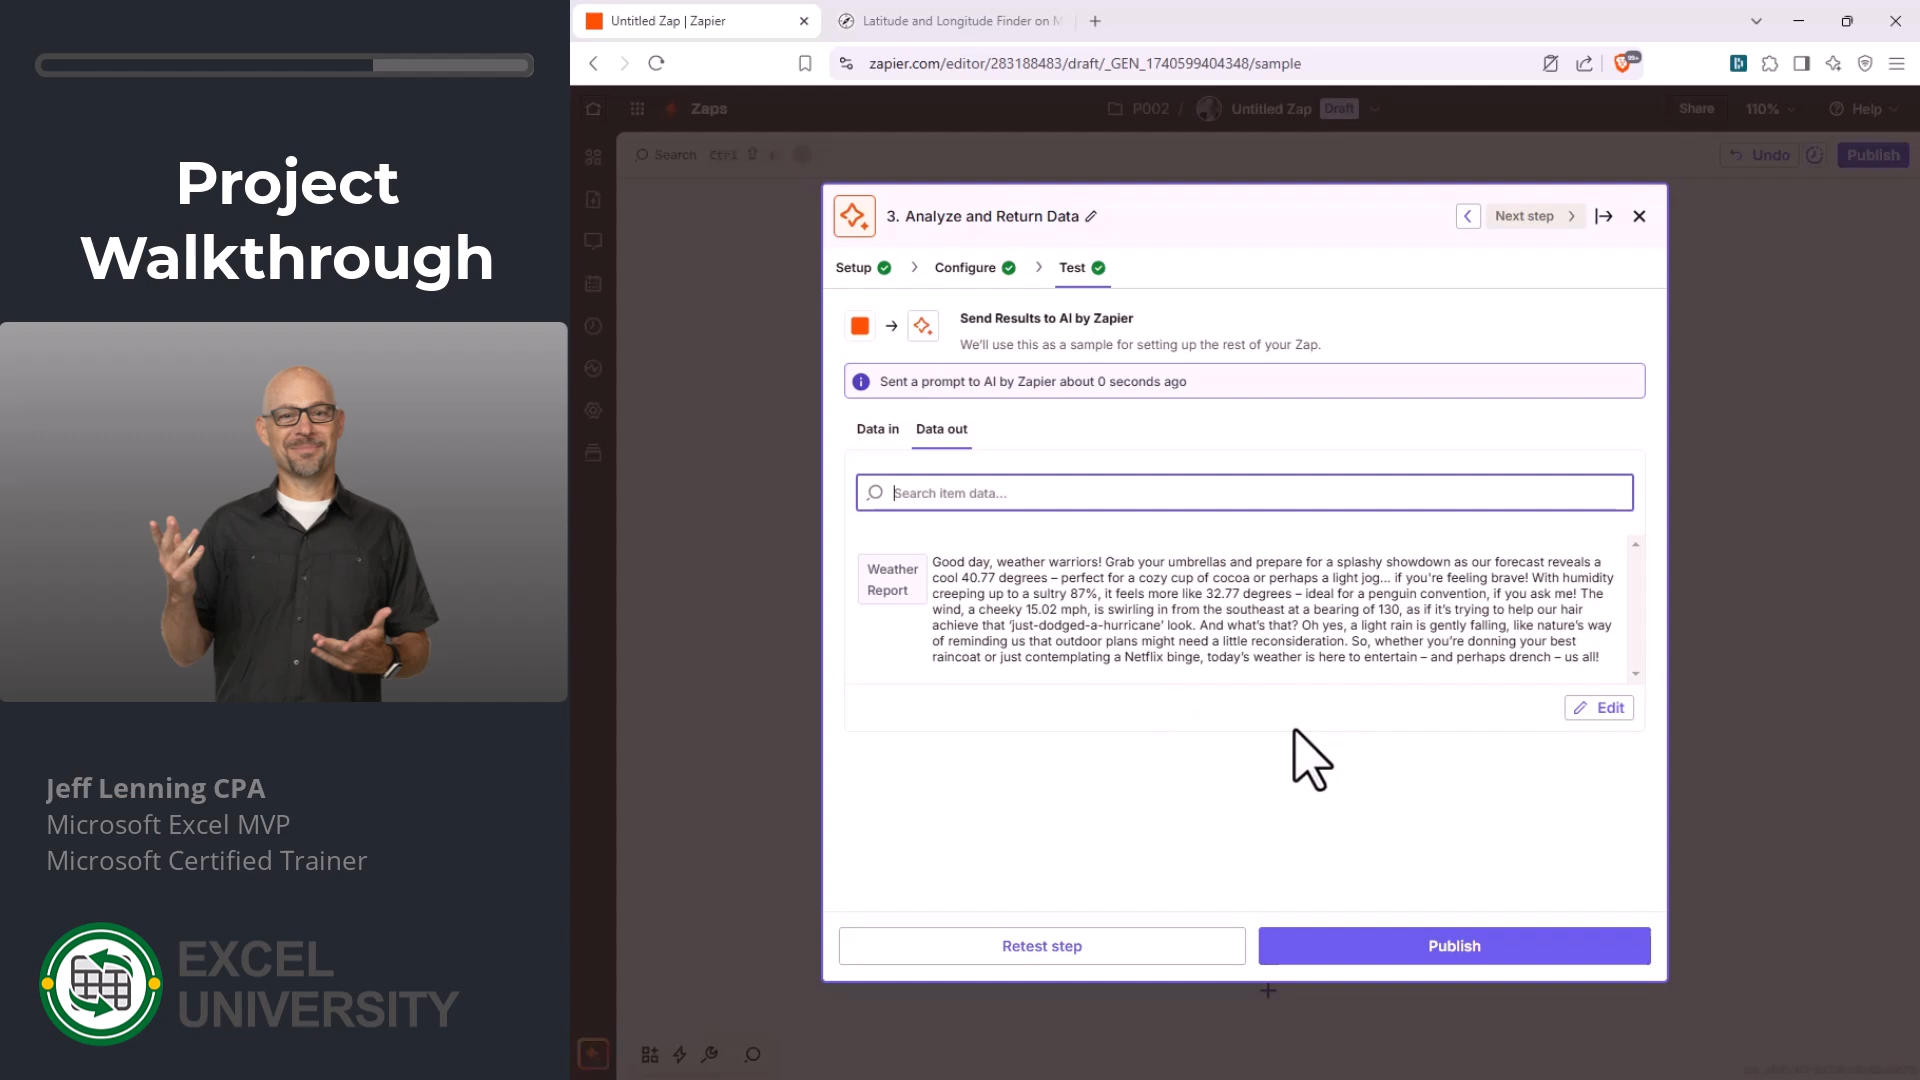 Project
Walkthrough
Jeff Lenning CPA
Microsoft Excel MVP
Microsoft Certified Trainer
EXCEL
UNIVERSITY
Untitled Zap | Zapier
Latitude and Longitude Finder on M
zapier.com/editor/283188483/draft/_GEN_1740599404348/sample
99+
Zaps
P002 / Untitled Zap Draft
Share
110%
Help
Search Ctrl
Undo
Publish
3. Analyze and Return Data
Next step
Setup
Configure
Test
Send Results to AI by Zapier
We'll use this as a sample for setting up the rest of your Zap.
Sent a prompt to AI by Zapier about 0 seconds ago
Data in
Data out
Search item data...
Weather
Report
Good day, weather warriors! Grab your umbrellas and prepare for a splashy showdown as our forecast reveals a
cool 40.77 degrees – perfect for a cozy cup of cocoa or perhaps a light jog... if you're feeling brave! With humidity
creeping up to a sultry 87%, it feels more like 32.77 degrees – ideal for a penguin convention, if you ask me! The
wind, a cheeky 15.02 mph, is swirling in from the southeast at a bearing of 130, as if it's trying to help our hair
achieve that 'just-dodged-a-hurricane' look. And what's that? Oh yes, a light rain is gently falling, like nature's way
of reminding us that outdoor plans might need a little reconsideration. So, whether you're donning your best
raincoat or just contemplating a Netflix binge, today's weather is here to entertain – and perhaps drench – us all!
Edit
Retest step
Publish